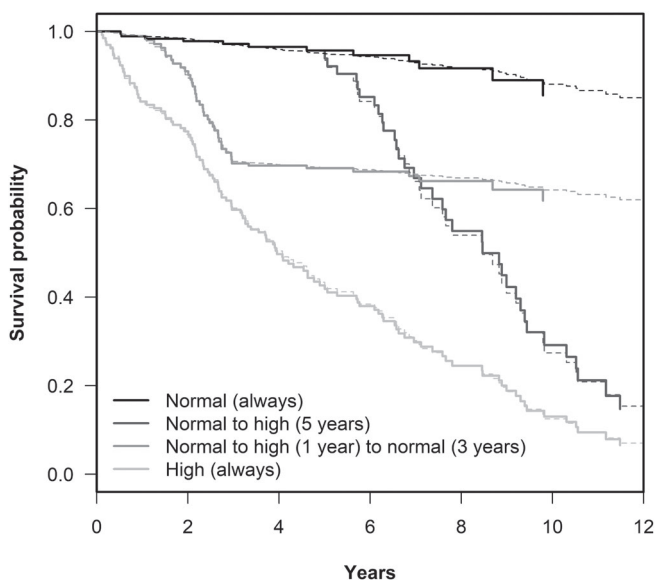 1.0
0.8
0.6
0.4
0.2
0.0
Survival probability
Normal (always)
Normal to high (5 years)
Normal to high (1 year) to normal (3 years)
High (always)
0 2 4 6 8 10 12
Years